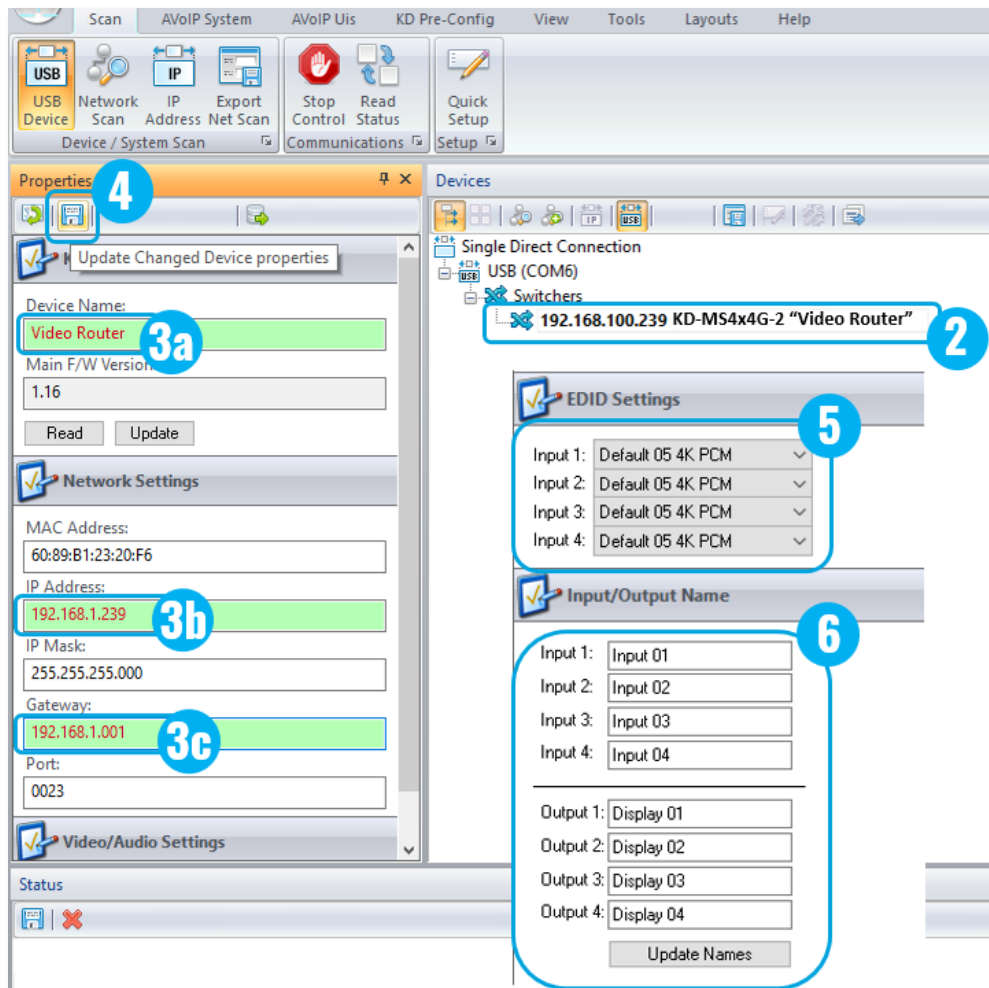 Scan AVoIP System AVoIP Uis KD Pre-Config View Tools Layouts Help
USB IP
USB Network IP Export Stop Read Quick
Device Scan Address Net Scan Control Status Setup
Device / System Scan Communications Setup
Properties
4
Update Changed Device properties
K
Device Name:
Video Router
3a
Main F/W Version
1.16
Read Update
Network Settings
MAC Address:
60:89:B1:23:20:F6
IP Address:
192.168.1.239
3b
IP Mask:
255.255.255.000
Gateway:
192.168.1.001
3c
Port:
0023
Video/Audio Settings
Status
Devices
IP USB
Single Direct Connection
USB USB (COM6)
Switchers
192.168.100.239 KD-MS4x4G-2 “Video Router”
2
EDID Settings
5
Input 1: Default 05 4K PCM
Input 2: Default 05 4K PCM
Input 3: Default 05 4K PCM
Input 4: Default 05 4K PCM
Input/Output Name
6
Input 1: Input 01
Input 2: Input 02
Input 3: Input 03
Input 4: Input 04
Output 1: Display 01
Output 2: Display 02
Output 3: Display 03
Output 4: Display 04
Update Names